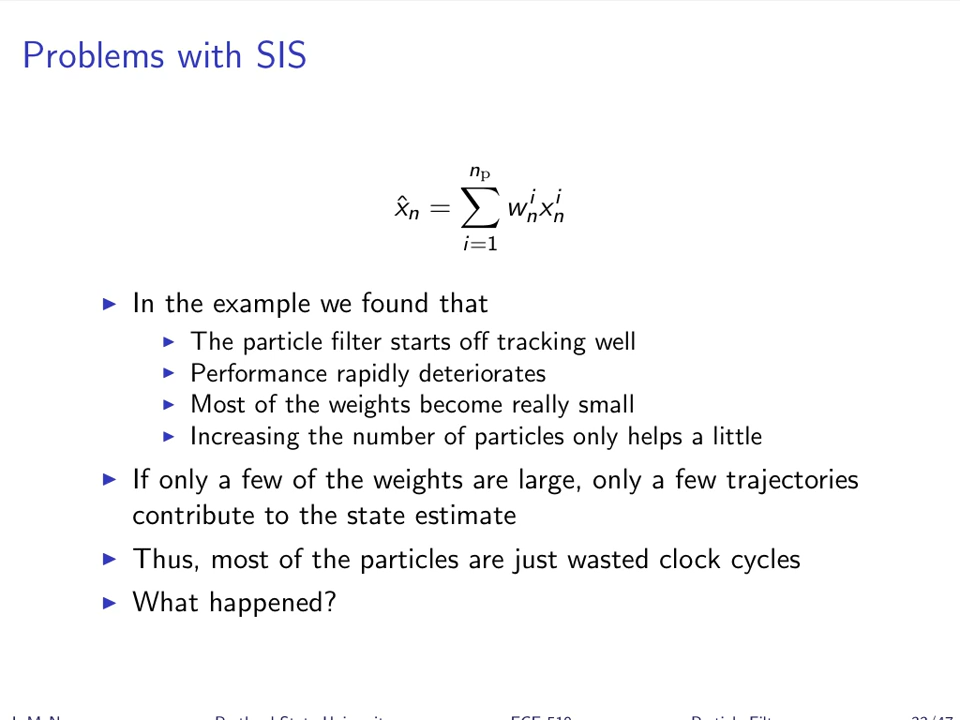 Problems with SIS
x̂_n = \sum_{i=1}^{n_p} w_n^i x_n^i
▶ In the example we found that
▶ The particle filter starts off tracking well
▶ Performance rapidly deteriorates
▶ Most of the weights become really small
▶ Increasing the number of particles only helps a little
▶ If only a few of the weights are large, only a few trajectories
contribute to the state estimate
▶ Thus, most of the particles are just wasted clock cycles
▶ What happened?